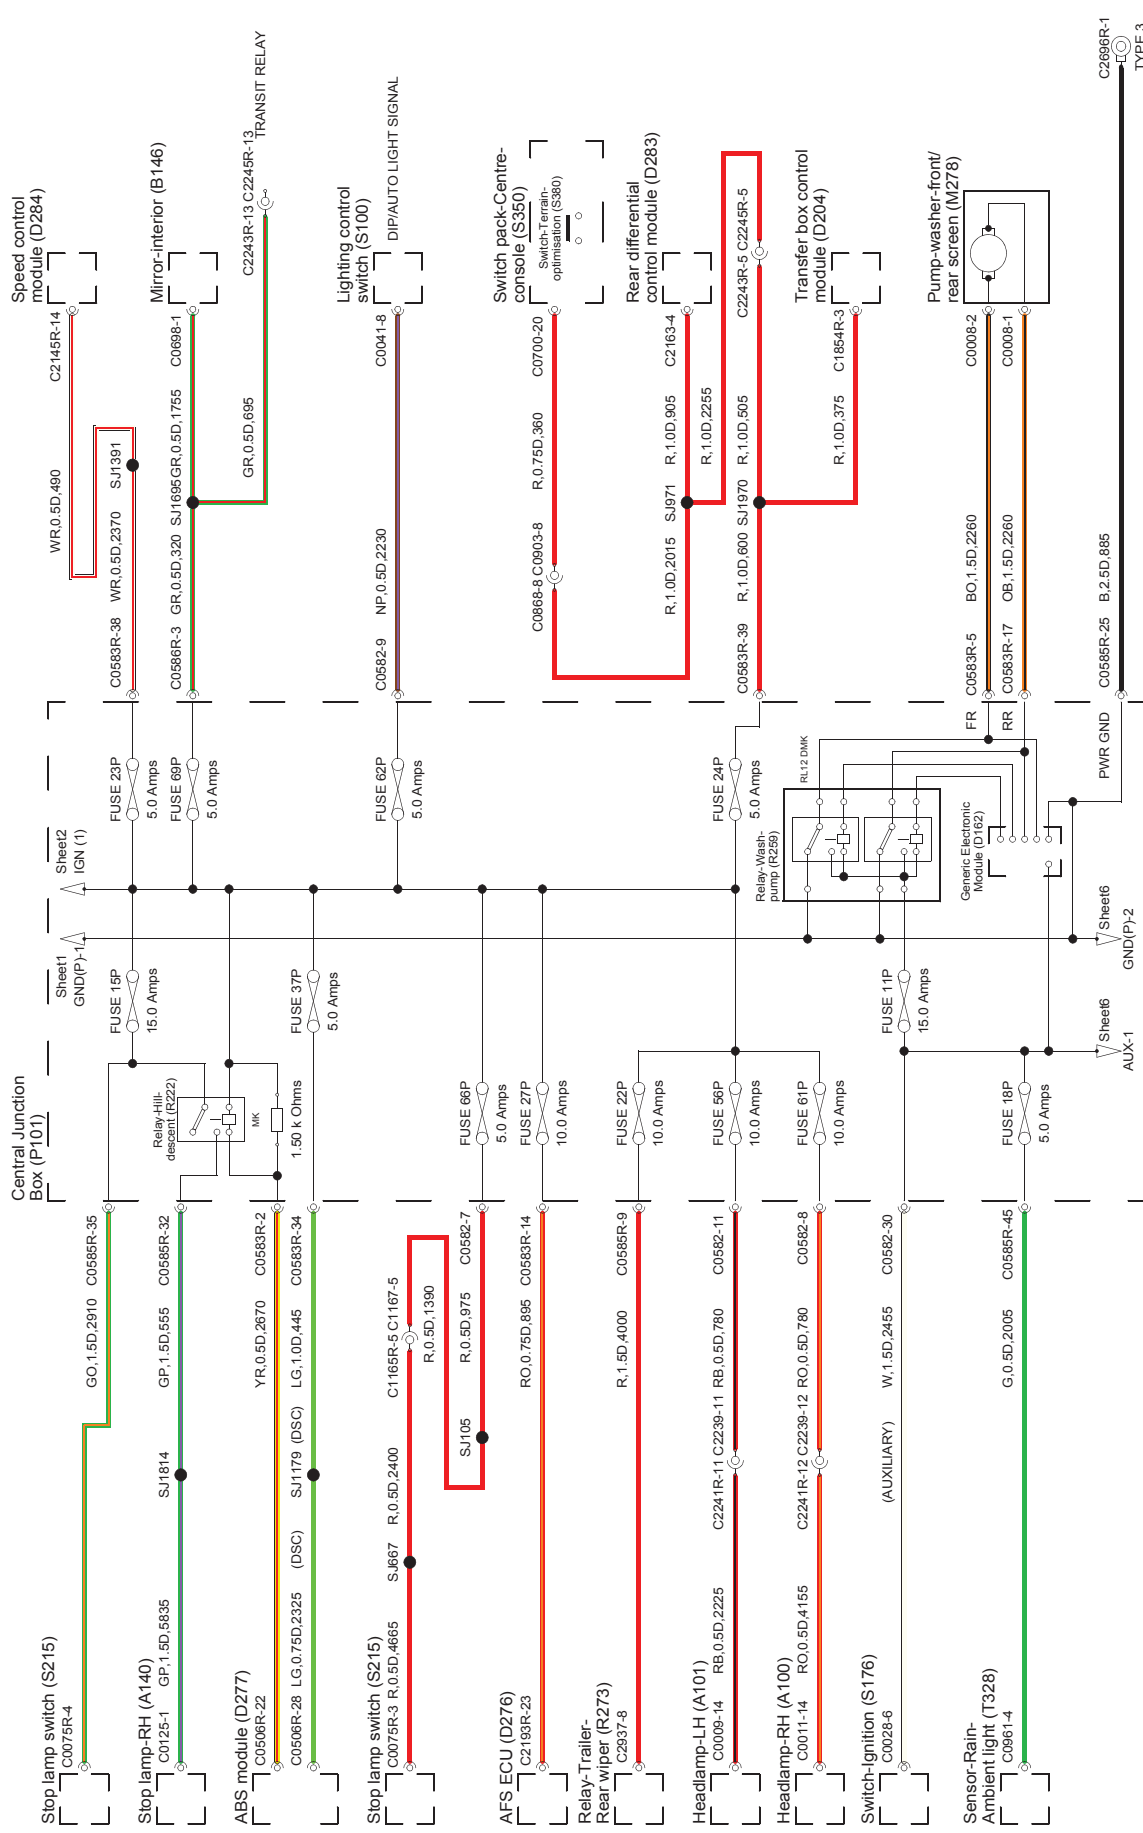 Speed control
module (D284)
C2145R-14
WR,0.5D,490
SJ1391
WR,0.5D,2370
C0583R-38
Mirror-interior (B146)
C0698-1
GR,0.5D,1755
SJ1695
GR,0.5D,320
C0586R-3
C2243R-13 C2245R-13
TRANSIT RELAY
GR,0.5D,695
Lighting control
switch (S100)
DIP/AUTO LIGHT SIGNAL
C0041-8
NP,0.5D,2230
C0582-9
Switch pack-Centre-
console (S350)
Switch-Terrain-
optimisation (S380)
C0700-20
R,0.75D,360
C0868-8 C0903-8
Rear differential
control module (D283)
C2163-4
R,1.0D,905
SJ971
R,1.0D,2015
R,1.0D,2255
C2243R-5 C2245R-5
R,1.0D,505
SJ1970
R,1.0D,600
C0583R-39
Transfer box control
module (D204)
C1854R-3
R,1.0D,375
Pump-washer-front/
rear screen (M278)
C0008-2
BO,1.5D,2260
C0583R-5
C0008-1
OB,1.5D,2260
C0583R-17
C2696R-1
TYPE 3
B,2.5D,885
C0585R-25
FR
RR
PWR GND
FUSE 23P
5.0 Amps
FUSE 69P
5.0 Amps
FUSE 62P
5.0 Amps
FUSE 24P
5.0 Amps
RL12 DMK
Relay-Wash-
pump (R259)
Generic Electronic
Module (D162)
Sheet2
IGN (1)
Sheet1
GND(P)-1
Sheet6
GND(P)-2
Sheet6
AUX-1
FUSE 15P
15.0 Amps
FUSE 37P
5.0 Amps
FUSE 11P
15.0 Amps
Central Junction
Box (P101)
Relay-Hill-
descent (R222)
MK
1.50 k Ohms
FUSE 66P
5.0 Amps
FUSE 27P
10.0 Amps
FUSE 22P
10.0 Amps
FUSE 56P
10.0 Amps
FUSE 61P
10.0 Amps
FUSE 18P
5.0 Amps
Stop lamp switch (S215)
C0075R-4
GO,1.5D,2910
C0585R-35
Stop lamp-RH (A140)
C0125-1
GP,1.5D,5835
SJ1814
GP,1.5D,555
C0585R-32
ABS module (D277)
C0506R-22
YR,0.5D,2670
C0583R-2
C0506R-28
LG,0.75D,2325
(DSC)
SJ1179
(DSC)
LG,1.0D,445
C0583R-34
Stop lamp switch (S215)
C0075R-3
R,0.5D,4665
SJ667
R,0.5D,2400
C1165R-5 C1167-5
R,0.5D,1390
SJ105
R,0.5D,975
C0582-7
AFS ECU (D276)
C2193R-23
RO,0.75D,895
C0583R-14
Relay-Trailer-
Rear wiper (R273)
C2937-8
R,1.5D,4000
C0585R-9
Headlamp-LH (A101)
C0009-14
RB,0.5D,2225
C2241R-11 C2239-11
RB,0.5D,780
C0582-11
Headlamp-RH (A100)
C0011-14
RO,0.5D,4155
C2241R-12 C2239-12
RO,0.5D,780
C0582-8
Switch-Ignition (S176)
C0028-6
(AUXILIARY)
W,1.5D,2455
C0582-30
Sensor-Rain-
Ambient light (T328)
C0961-4
G,0.5D,2005
C0585R-45